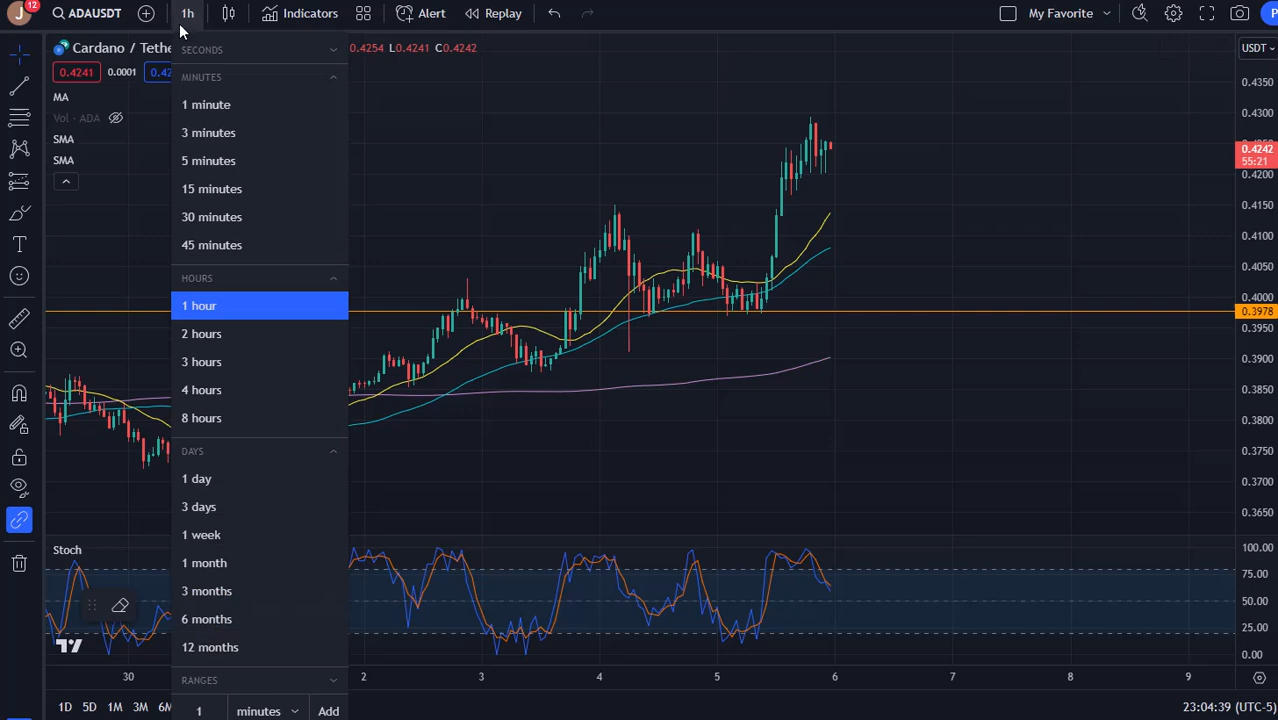 J
12
ADAUSDT
1h
Indicators
Alert
Replay
My Favorite
P
Cardano / Tethe
0.4254 L0.4241 C0.4242
USDT
0.4241
0.0001
0.42
MA
Vol · ADA
SMA
SMA
SECONDS
MINUTES
1 minute
3 minutes
5 minutes
15 minutes
30 minutes
45 minutes
HOURS
1 hour
2 hours
3 hours
4 hours
8 hours
DAYS
1 day
3 days
1 week
1 month
3 months
6 months
12 months
RANGES
1
minutes
Add
0.4350
0.4300
0.4242
55:21
0.4200
0.4150
0.4100
0.4050
0.4000
0.3978
0.3950
0.3900
0.3850
0.3800
0.3750
0.3700
0.3650
Stoch
100.00
75.00
50.00
25.00
0.00
30 2 3 4 5 6 7 8 9
1D 5D 1M 3M 6M
23:04:39 (UTC-5)